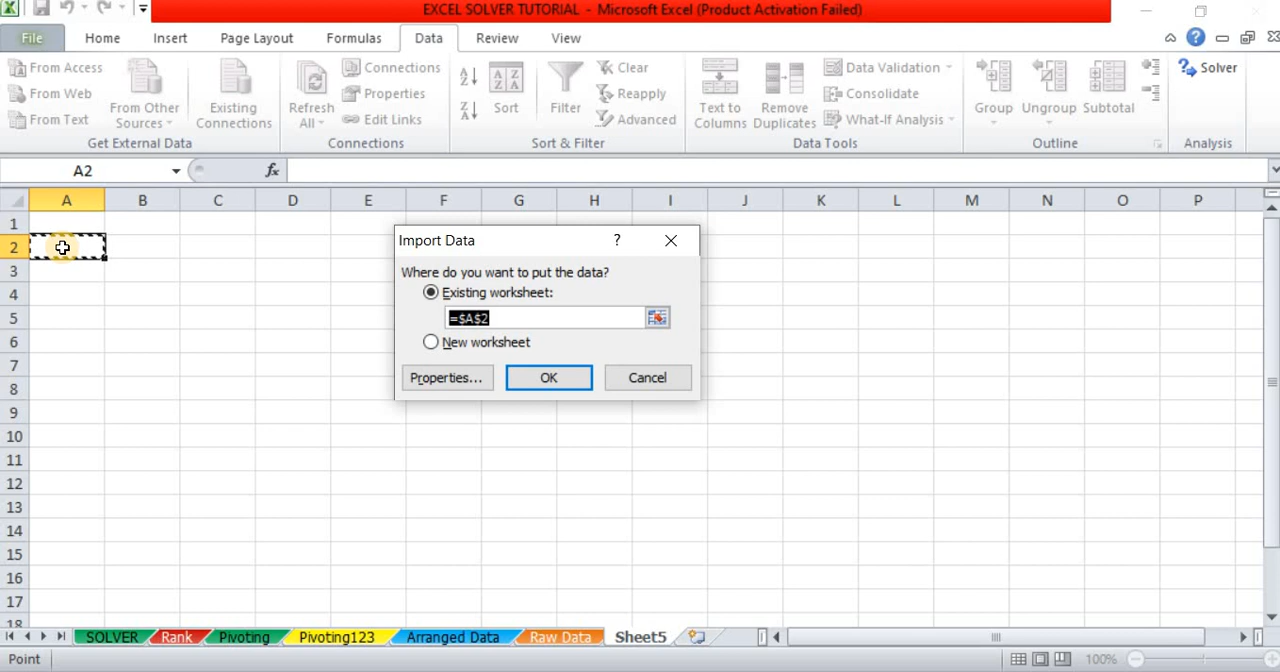 EXCEL SOLVER TUTORIAL - Microsoft Excel (Product Activation Failed)
File Home Insert Page Layout Formulas Data Review View
From Access
From Web
From Text
From Other Sources
Existing Connections
Get External Data
Refresh All
Connections
Properties
Edit Links
Connections
Sort
Filter
Clear
Reapply
Advanced
Sort & Filter
Text to Columns
Remove Duplicates
Data Validation
Consolidate
What-If Analysis
Data Tools
Group
Ungroup
Subtotal
Outline
Solver
Analysis
A2 fx
A B C D E F G H I J K L M N O P
1
2
3
4
5
6
7
8
9
10
11
12
13
14
15
16
17
18
Import Data ?
Where do you want to put the data?
Existing worksheet:
=$A$2
New worksheet
Properties... OK Cancel
SOLVER Rank Pivoting Pivoting123 Arranged Data Raw Data Sheet5
Point 100%